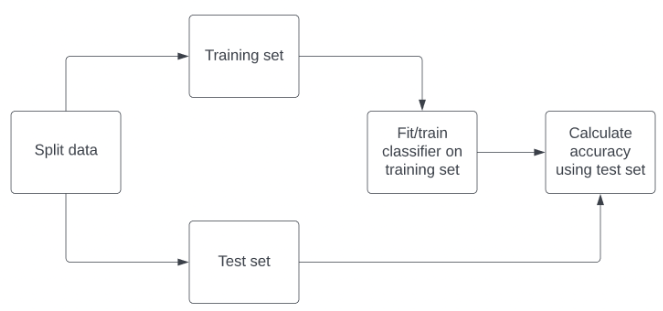 Training set
Split data
Fit/train
classifier on
training set
Calculate
accuracy
using test set
Test set